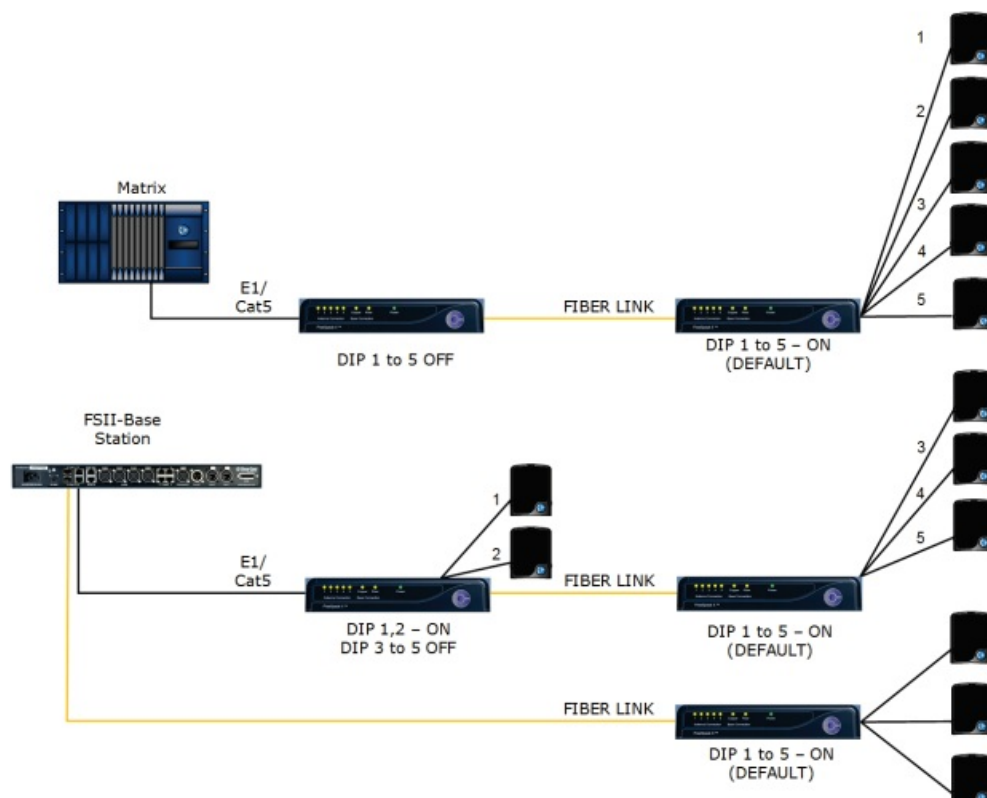 1
2
Matrix
3
4
E1/
Cat5
FIBER LINK
5
DIP 1 to 5 OFF
DIP 1 to 5 – ON
(DEFAULT)
FSII-Base
Station
3
1
4
2
5
E1/
Cat5
FIBER LINK
DIP 1,2 – ON
DIP 3 to 5 OFF
DIP 1 to 5 – ON
(DEFAULT)
FIBER LINK
DIP 1 to 5 – ON
(DEFAULT)